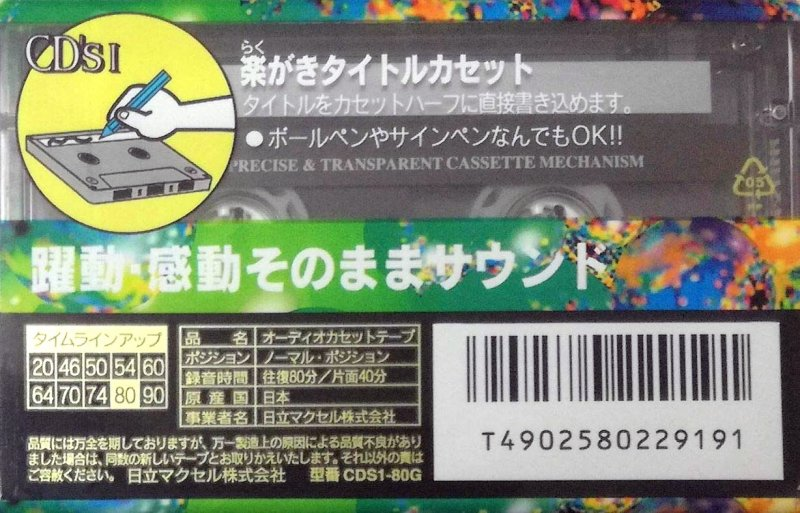 CD'sI
らく
楽がきタイトルカセット
タイトルをカセットハーフに直接書き込めます。
●ボールペンやサインペンなんでもOK!!
PRECISE & TRANSPARENT CASSETTE MECHANISM
躍動・感動そのままサウンド
タイムラインアップ
20 46 50 54 60
64 70 74 80 90
品名 オーディオカセットテープ
ポジション ノーマル・ポジション
録音時間 往復80分/片面40分
原産国 日本
事業者名 日立マクセル株式会社
品質には万全を期しておりますが、万一製造上の原因による品質不良があり
ました場合は、同数の新しいテープとお取りかえいたします。それ以外の責は
ご容赦ください。日立マクセル株式会社 型番 CDS1-80G
T4902580229191